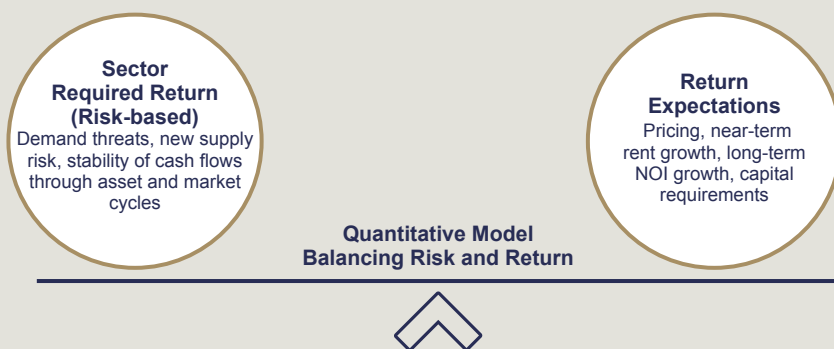 Sector
Required Return
(Risk-based)
Demand threats, new supply
risk, stability of cash flows
through asset and market
cycles
Return
Expectations
Pricing, near-term
rent growth, long-term
NOI growth, capital
requirements
Quantitative Model
Balancing Risk and Return